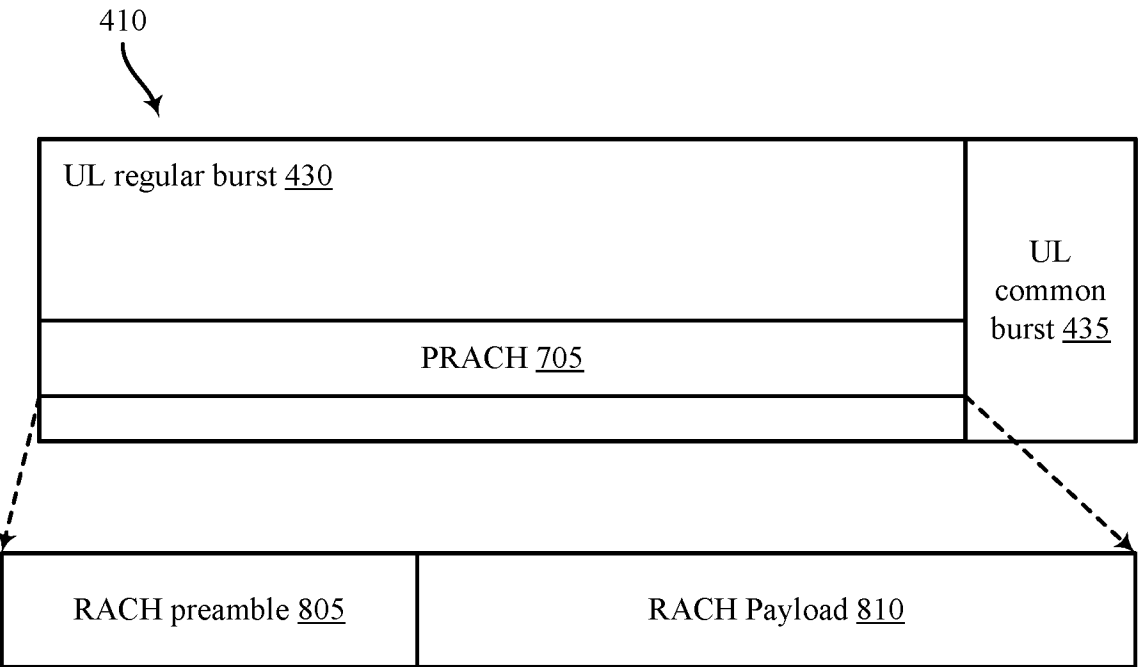 410
UL regular burst 430
UL
common
burst 435
PRACH 705
RACH preamble 805
RACH Payload 810